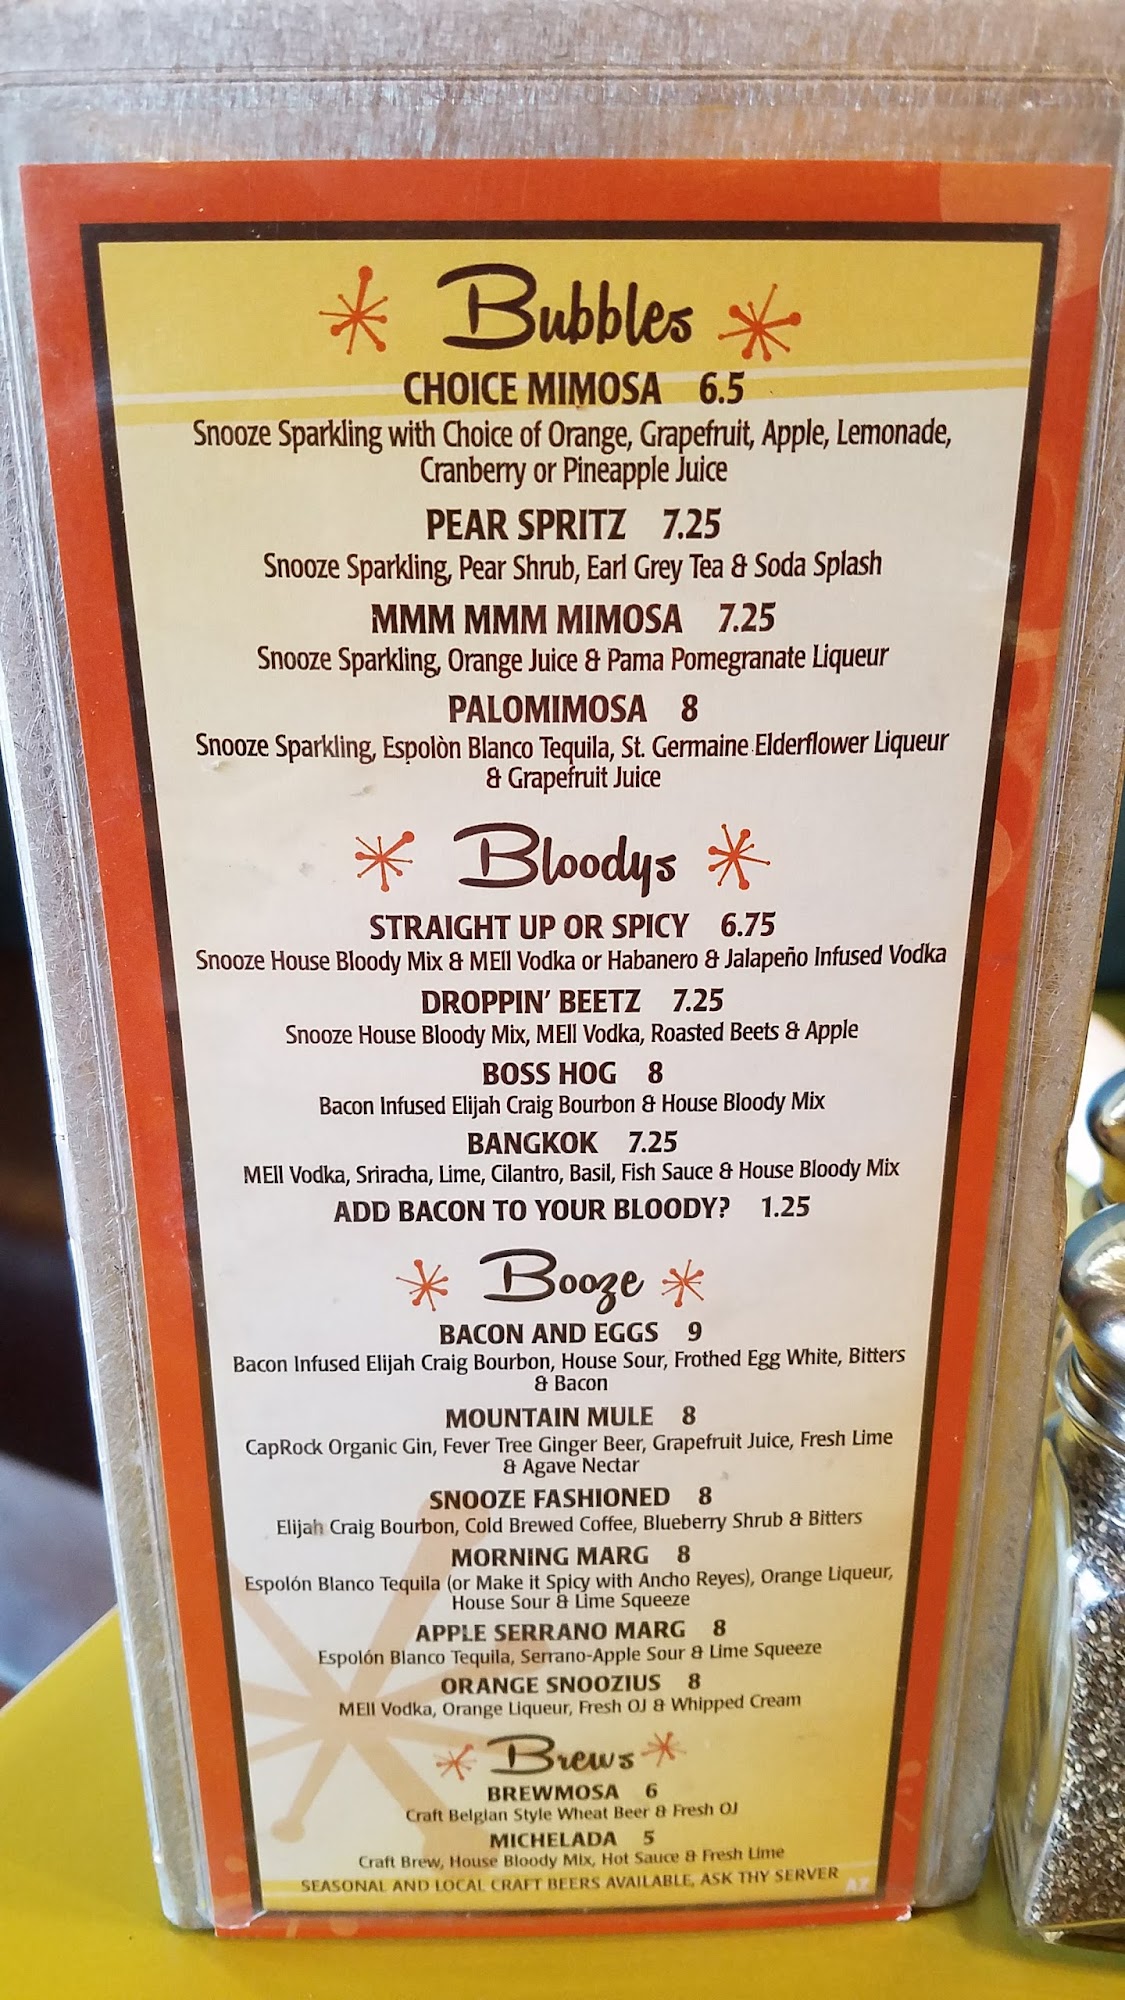 Bubbles
CHOICE MIMOSA 6.5
Snooze Sparkling with Choice of Orange, Grapefruit, Apple, Lemonade,
Cranberry or Pineapple Juice
PEAR SPRITZ 7.25
Snooze Sparkling, Pear Shrub, Earl Grey Tea & Soda Splash
MMM MMM MIMOSA 7.25
Snooze Sparkling, Orange Juice & Pama Pomegranate Liqueur
PALOMIMOSA 8
Snooze Sparkling, Espolòn Blanco Tequila, St. Germaine Elderflower Liqueur
& Grapefruit Juice
Bloodys
STRAIGHT UP OR SPICY 6.75
Snooze House Bloody Mix & MEll Vodka or Habanero & Jalapeño Infused Vodka
DROPPIN' BEETZ 7.25
Snooze House Bloody Mix, MEll Vodka, Roasted Beets & Apple
BOSS HOG 8
Bacon Infused Elijah Craig Bourbon & House Bloody Mix
BANGKOK 7.25
MEll Vodka, Sriracha, Lime, Cilantro, Basil, Fish Sauce & House Bloody Mix
ADD BACON TO YOUR BLOODY? 1.25
Booze
BACON AND EGGS 9
Bacon Infused Elijah Craig Bourbon, House Sour, Frothed Egg White, Bitters
& Bacon
MOUNTAIN MULE 8
CapRock Organic Gin, Fever Tree Ginger Beer, Grapefruit Juice, Fresh Lime
& Agave Nectar
SNOOZE FASHIONED 8
Elijah Craig Bourbon, Cold Brewed Coffee, Blueberry Shrub & Bitters
MORNING MARG 8
Espolón Blanco Tequila (or Make it Spicy with Ancho Reyes), Orange Liqueur,
House Sour & Lime Squeeze
APPLE SERRANO MARG 8
Espolón Blanco Tequila, Serrano-Apple Sour & Lime Squeeze
ORANGE SNOOZIUS 8
MEll Vodka, Orange Liqueur, Fresh OJ & Whipped Cream
Brews
BREWMOSA 6
Craft Belgian Style Wheat Beer & Fresh OJ
MICHELADA 5
Craft Brew, House Bloody Mix, Hot Sauce & Fresh Lime
SEASONAL AND LOCAL CRAFT BEERS AVAILABLE, ASK THY SERVER
AZ